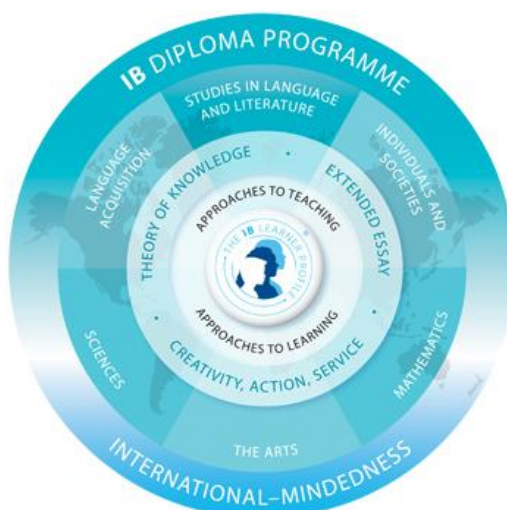 IB DIPLOMA PROGRAMME
STUDIES IN LANGUAGE
AND LITERATURE
LANGUAGE
ACQUISITION
INDIVIDUALS AND
SOCIETIES
THEORY OF KNOWLEDGE
EXTENDED ESSAY
APPROACHES TO TEACHING
THE IB LEARNER PROFILE
APPROACHES TO LEARNING
CREATIVITY, ACTION, SERVICE
SCIENCES
MATHEMATICS
THE ARTS
INTERNATIONAL–MINDEDNESS